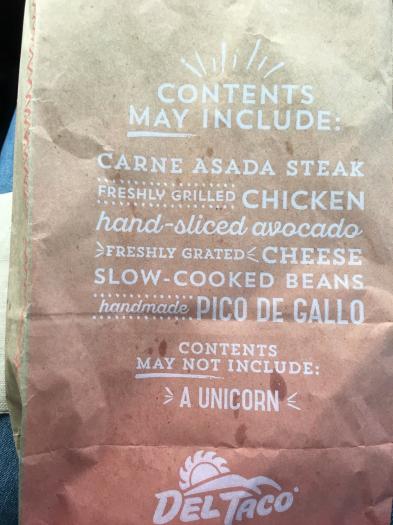 CONTENTS
MAY INCLUDE:
CARNE ASADA STEAK
FRESHLY GRILLED CHICKEN
hand-sliced avocado
FRESHLY GRATED CHEESE
SLOW-COOKED BEANS
handmade PICO DE GALLO
CONTENTS
MAY NOT INCLUDE:
A UNICORN
DEL TACO